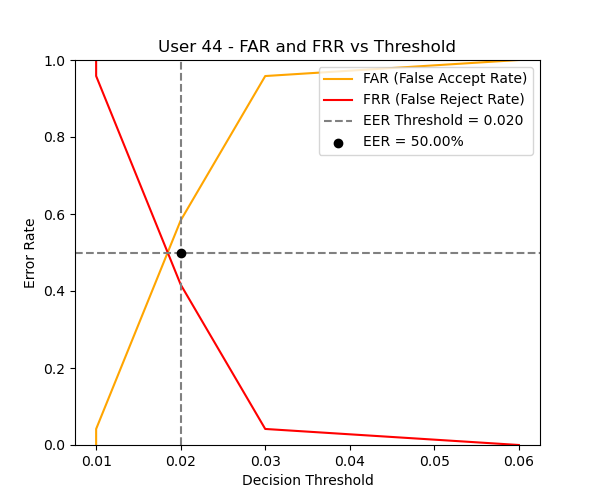 User 44 - FAR and FRR vs Threshold
FAR (False Accept Rate)
FRR (False Reject Rate)
EER Threshold = 0.020
EER = 50.00%
Error Rate
1.0
0.8
0.6
0.4
0.2
0.0
0.01 0.02 0.03 0.04 0.05 0.06
Decision Threshold